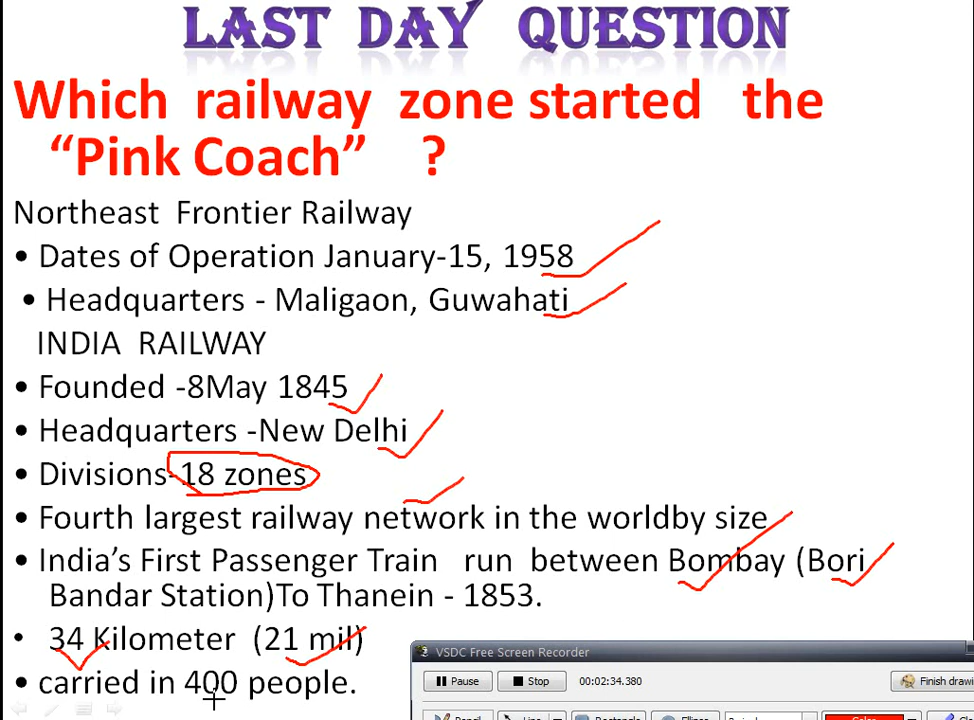 LAST DAY QUESTION
Which railway zone started the
“Pink Coach” ?
Northeast Frontier Railway
• Dates of Operation January-15, 1958
• Headquarters - Maligaon, Guwahati
INDIA RAILWAY
• Founded -8May 1845
• Headquarters -New Delhi
• Divisions-18 zones
• Fourth largest railway network in the worldby size
• India’s First Passenger Train run between Bombay (Bori
Bandar Station)To Thanein - 1853.
• 34 Kilometer (21 mil)
• carried in 400 people.
VSDC Free Screen Recorder
Pause Stop 00:02:34.380 Finish drawi